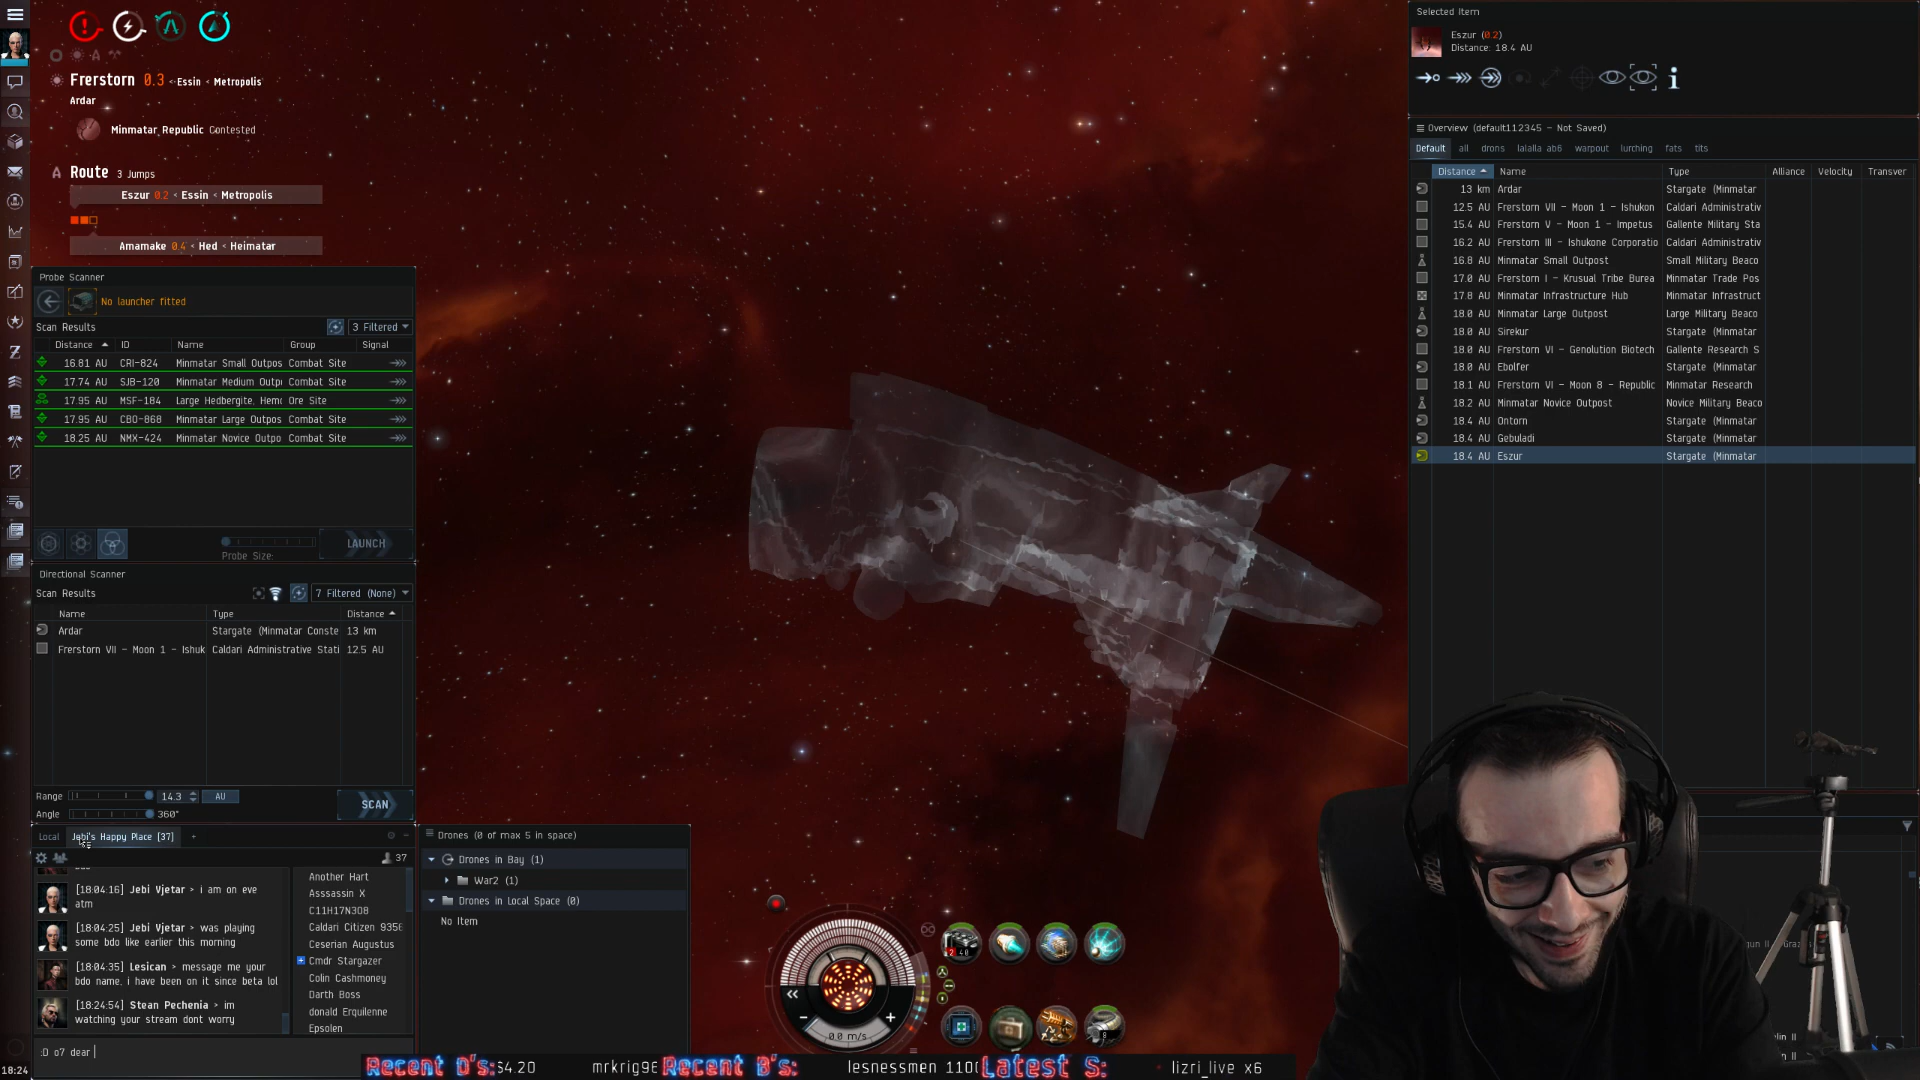 Frerstorn 0.3 < Essin < Metropolis
Ardar
Minmatar Republic Contested
Route 3 Jumps
Eszur 0.2 < Essin < Metropolis
Amamake 0.4 < Hed < Heimatar
Probe Scanner
No launcher fitted
Scan Results 3 Filtered
Distance ID Name Group Signal
16.81 AU CRI-824 Minmatar Small Outpos Combat Site
17.74 AU SJB-120 Minmatar Medium Outp Combat Site
17.95 AU MSF-184 Large Hedbergite, Hemo Ore Site
17.95 AU CBO-868 Minmatar Large Outpos Combat Site
18.25 AU NMX-424 Minmatar Novice Outpo Combat Site
Probe Size:
LAUNCH
Directional Scanner
Scan Results 7 Filtered (None)
Name Type Distance
Ardar Stargate (Minmatar Conste 13 km
Frerstorn VII - Moon 1 - Ishuk Caldari Administrative Stati 12.5 AU
Range 14.3 AU
Angle 360°
SCAN
Local Jebi's Happy Place [37] +
37
[18:04:16] Jebi Vjetar > i am on eve
atm
[18:04:25] Jebi Vjetar > was playing
some bdo like earlier this morning
[18:04:35] Lesican > message me your
bdo name, i have been on it since beta lol
[18:24:54] Stean Pechenia > im
watching your stream dont worry
Another Hart
Asssassin X
C11H17NO3O8
Caldari Citizen 9356
Ceserian Augustus
Cmdr Stargazer
Colin Cashmoney
Darth Boss
donald Erquilenne
Epsolen
:D o7 dear
18:24
Drones (0 of max 5 in space)
Drones in Bay (1)
War2 (1)
Drones in Local Space (0)
No Item
0.0 m/s
Selected Item
Eszur (0.2)
Distance: 18.4 AU
Overview (default112345 - Not Saved)
Default all drons lalalla ab6 warpout lurching fats tits
Distance Name Type Alliance Velocity Transver
13 km Ardar Stargate (Minmatar
12.5 AU Frerstorn VII - Moon 1 - Ishukon Caldari Administrativ
15.4 AU Frerstorn V - Moon 1 - Impetus Gallente Military Sta
16.2 AU Frerstorn III - Ishukone Corporatio Caldari Administrativ
16.8 AU Minmatar Small Outpost Small Military Beaco
17.0 AU Frerstorn I - Krusual Tribe Burea Minmatar Trade Pos
17.8 AU Minmatar Infrastructure Hub Minmatar Infrastruct
18.0 AU Minmatar Large Outpost Large Military Beaco
18.0 AU Sirekur Stargate (Minmatar
18.0 AU Frerstorn VI - Genolution Biotech Gallente Research S
18.0 AU Ebolfer Stargate (Minmatar
18.1 AU Frerstorn VI - Moon 8 - Republic Minmatar Research
18.2 AU Minmatar Novice Outpost Novice Military Beaco
18.4 AU Ontorn Stargate (Minmatar
18.4 AU Gebuladi Stargate (Minmatar
18.4 AU Eszur Stargate (Minmatar
Recent D's: 64.20 mrkrig96 Recent B's: lesnessmen 1100 Latest S: lizri_live x6